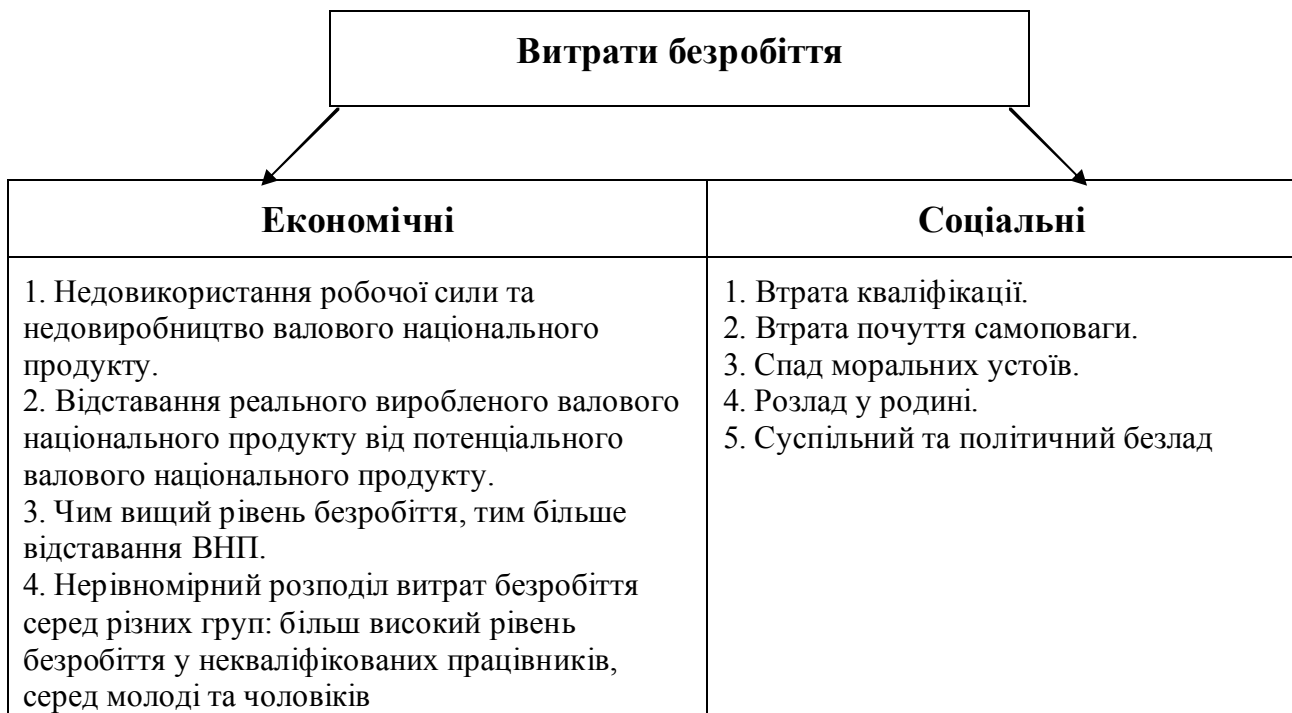 Витрати безробіття
Економічні
Соціальні
1. Недовикористання робочої сили та
недовиробництво валового національного
продукту.
2. Відставання реального виробленого валового
національного продукту від потенціального
валового національного продукту.
3. Чим вищий рівень безробіття, тим більше
відставання ВНП.
4. Нерівномірний розподіл витрат безробіття
серед різних груп: більш високий рівень
безробіття у некваліфікованих працівників,
серед молоді та чоловіків
1. Втрата кваліфікації.
2. Втрата почуття самоповаги.
3. Спад моральних устоїв.
4. Розлад у родині.
5. Суспільний та політичний безлад